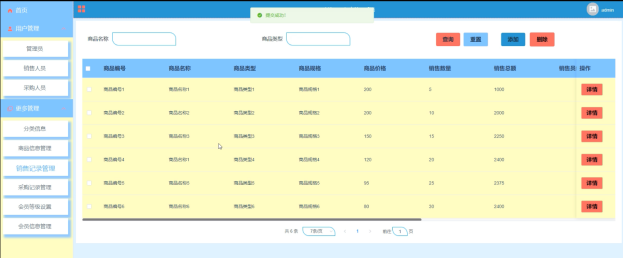 首页
admin
用户管理
管理员
销售人员
采购人员
更多管理
分类信息
商品信息管理
销售记录管理
采购记录管理
会员等级设置
会员信息管理
商品名称
商品类型
查询
重置
添加
删除
商品编号 商品名称 商品类型 商品规格 商品价格 销售数量 销售总额 销售员 操作
商品编号1 商品名称1 商品类型1 商品规格1 200 5 1000 详情
商品编号2 商品名称2 商品类型2 商品规格2 200 10 2000 详情
商品编号3 商品名称3 商品类型3 商品规格3 150 15 2250 详情
商品编号4 商品名称1 商品类型4 商品规格4 120 20 2400 详情
商品编号5 商品名称5 商品类型5 商品规格5 95 25 2375 详情
商品编号6 商品名称6 商品类型6 商品规格6 80 30 2400 详情
共 6 条 7条/页 1 前往 1 页